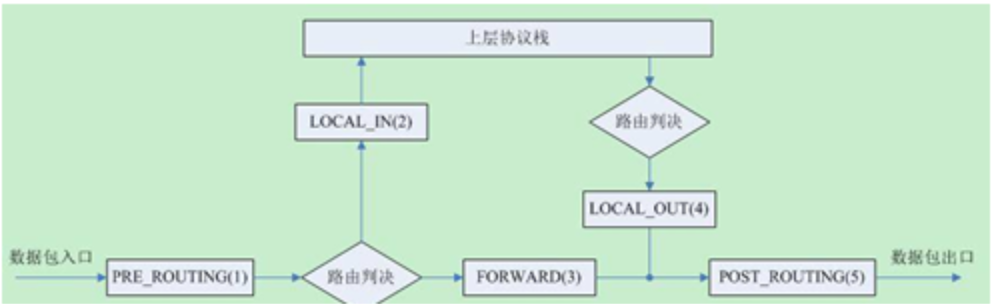 上层协议栈
LOCAL_IN(2)
路由判决
LOCAL_OUT(4)
数据包入口
PRE_ROUTING(1)
路由判决
FORWARD(3)
POST_ROUTING(5)
数据包出口